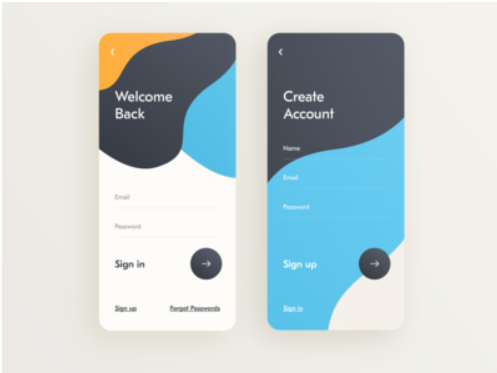 Welcome
Back
Email
Password
Sign in
Sign up
Forgot Passwords
Create
Account
Name
Email
Password
Sign up
Sign in